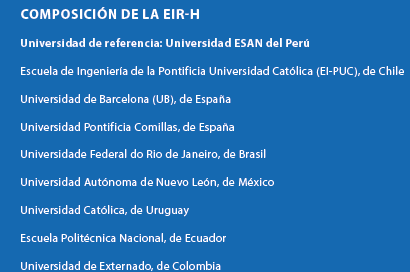 COMPOSICIÓN DE LA EIR-H
Universidad de referencia: Universidad ESAN del Perú
Escuela de Ingeniería de la Pontificia Universidad Católica (EI-PUC), de Chile
Universidad de Barcelona (UB), de España
Universidad Pontificia Comillas, de España
Universidade Federal do Rio de Janeiro, de Brasil
Universidad Autónoma de Nuevo León, de México
Universidad Católica, de Uruguay
Escuela Politécnica Nacional, de Ecuador
Universidad de Externado, de Colombia